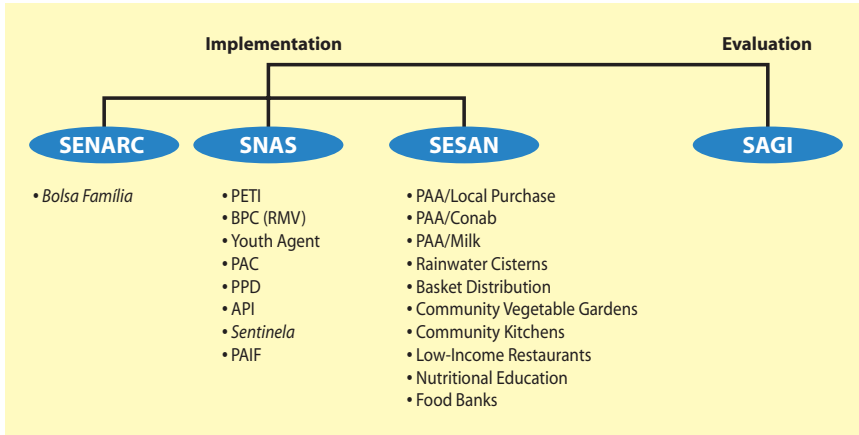 Implementation
Evaluation
SENARC
SNAS
SESAN
SAGI
• Bolsa Família
• PETI
• BPC (RMV)
• Youth Agent
• PAC
• PPD
• API
• Sentinela
• PAIF
• PAA/Local Purchase
• PAA/Conab
• PAA/Milk
• Rainwater Cisterns
• Basket Distribution
• Community Vegetable Gardens
• Community Kitchens
• Low-Income Restaurants
• Nutritional Education
• Food Banks